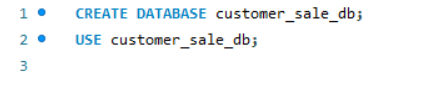 1 CREATE DATABASE customer_sale_db;
2 USE customer_sale_db;
3